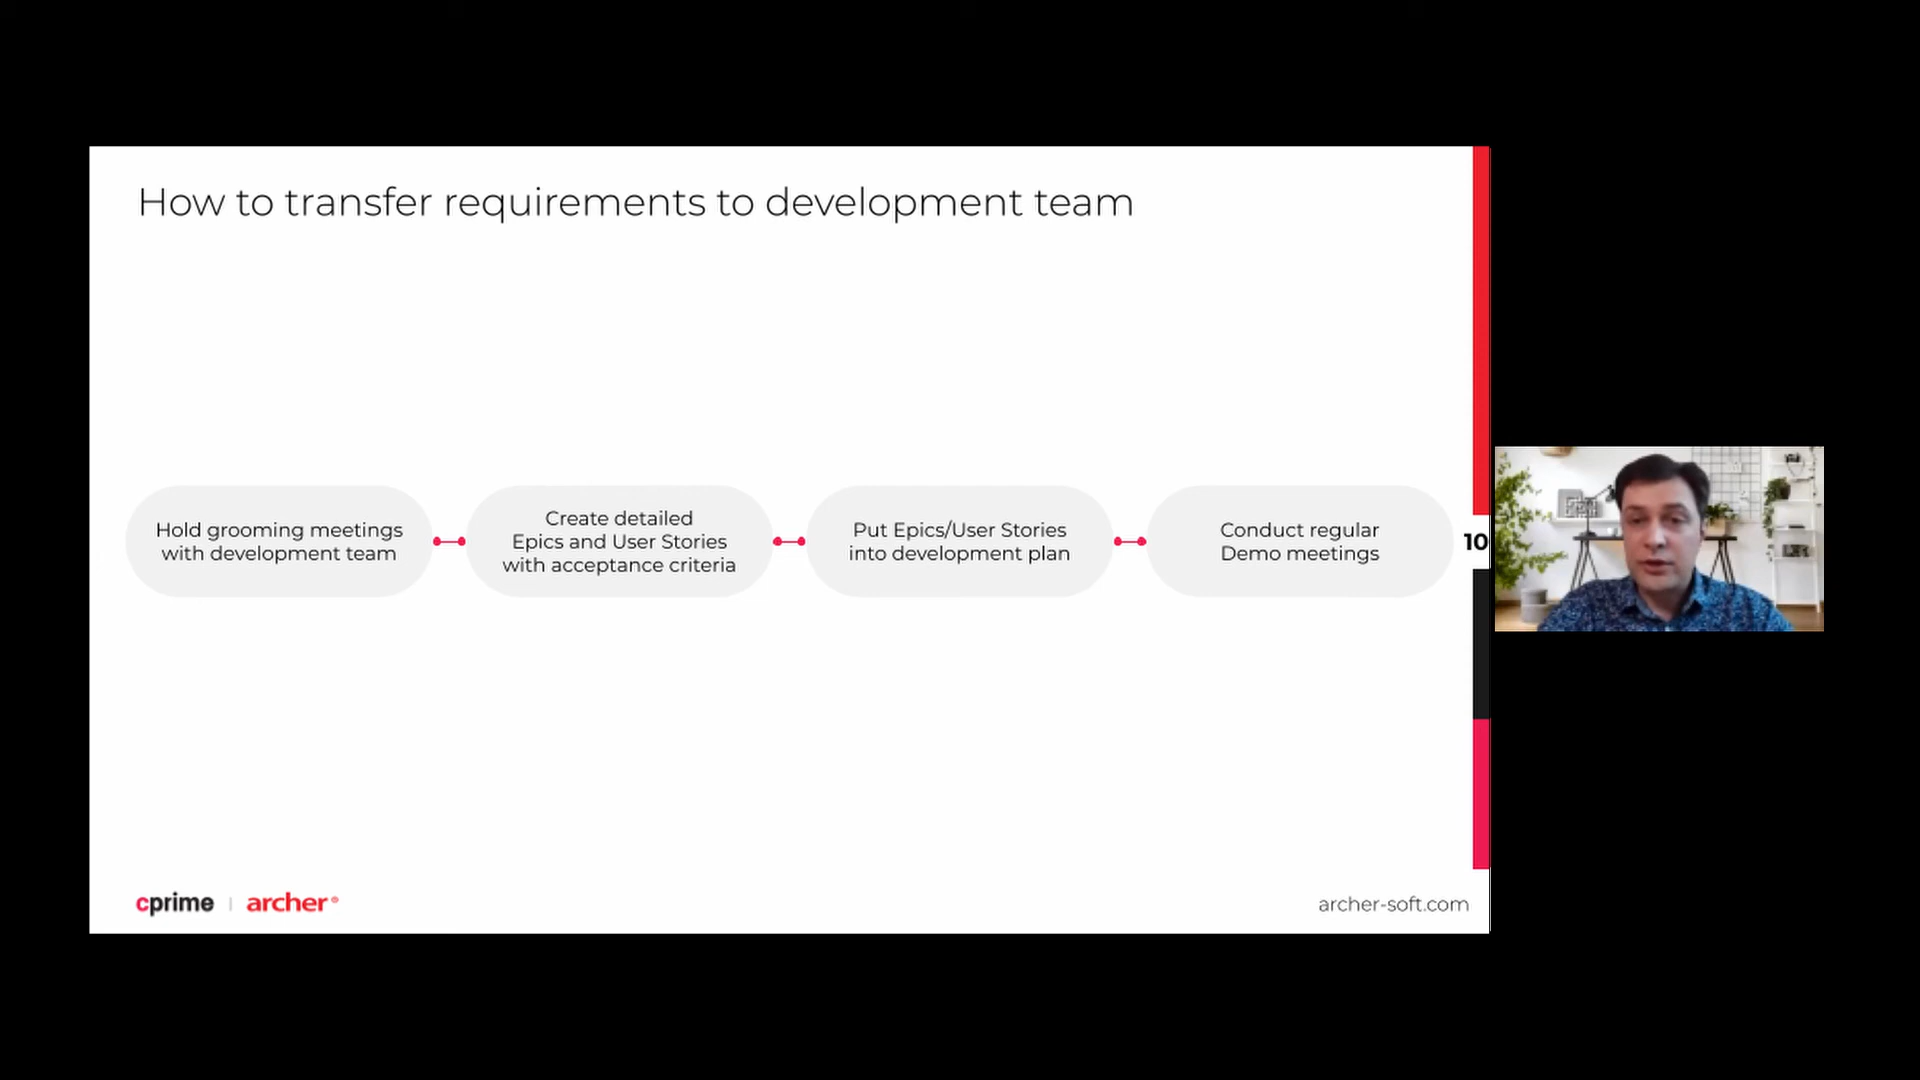 How to transfer requirements to development team
Hold grooming meetings
with development team
Create detailed
Epics and User Stories
with acceptance criteria
Put Epics/User Stories
into development plan
Conduct regular
Demo meetings
10
cprime | archer®
archer-soft.com